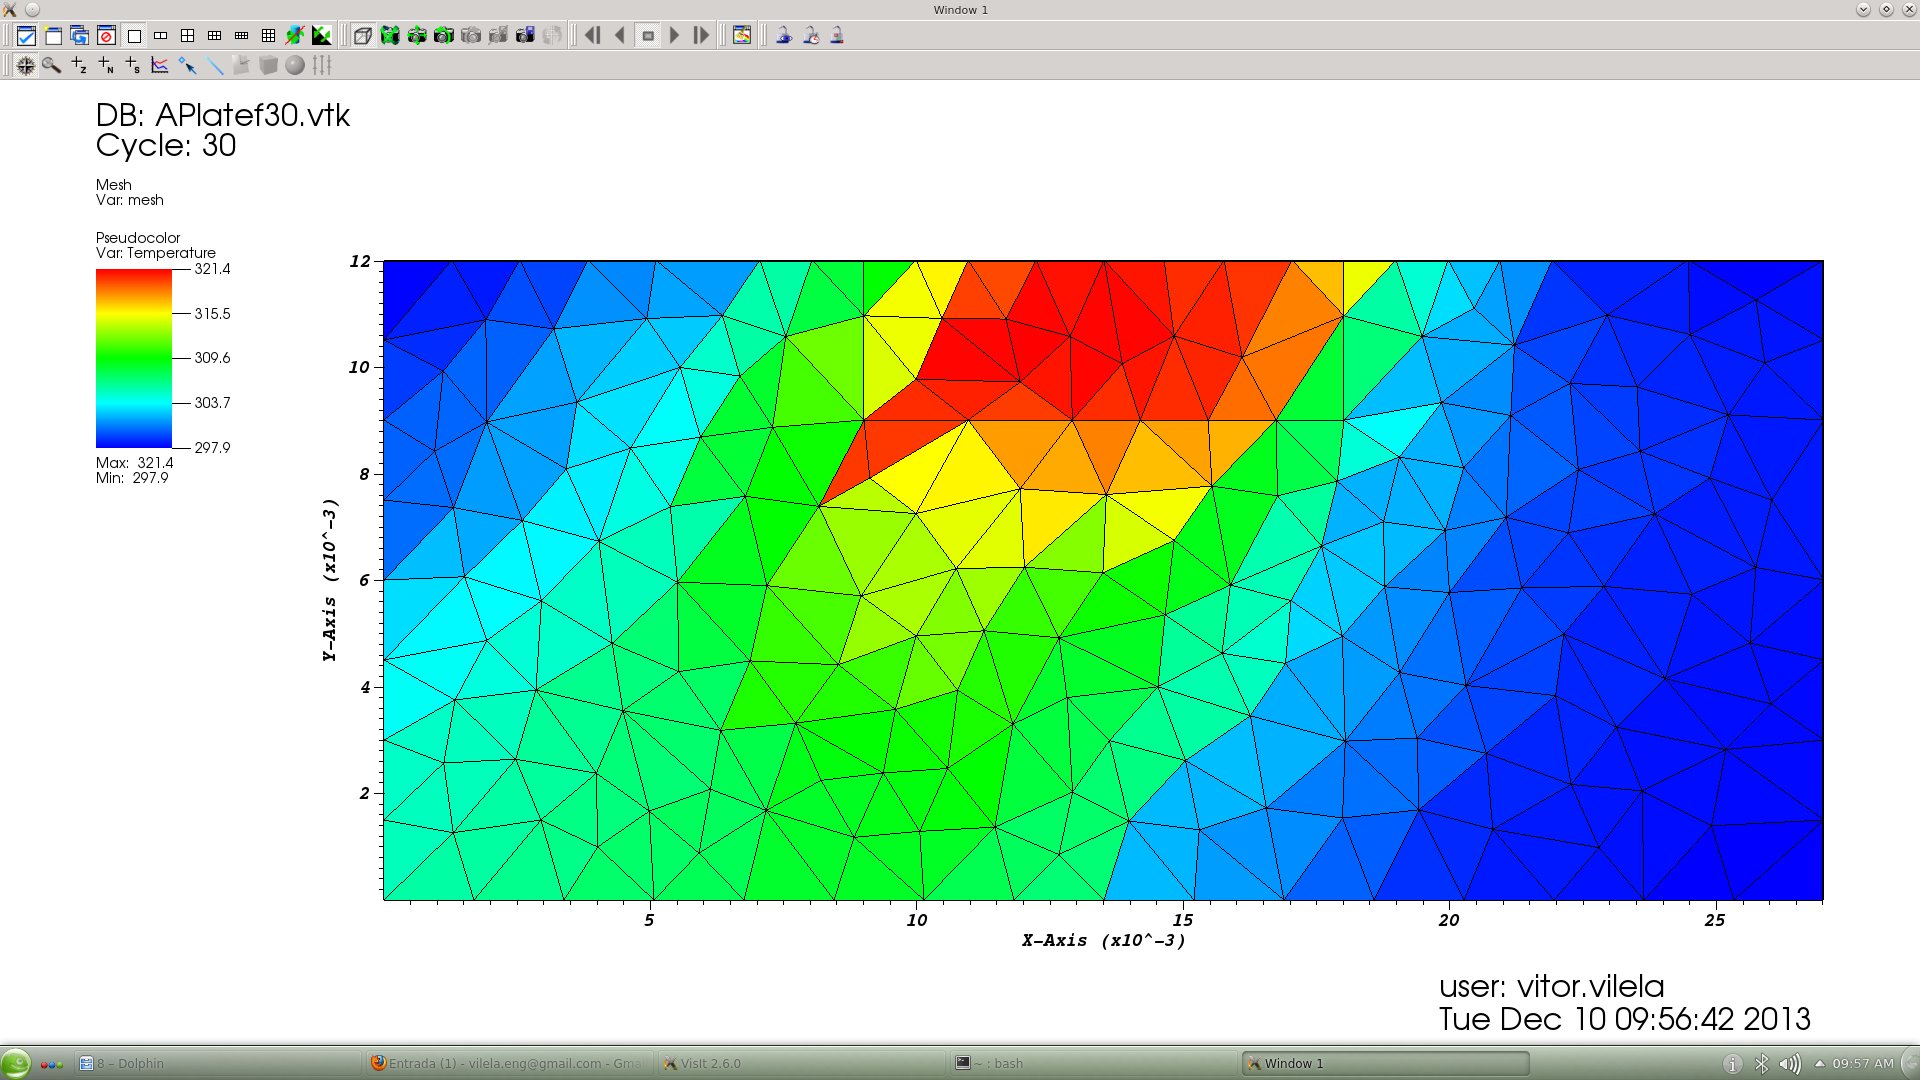 Window 1
DB: APlatef30.vtk
Cycle: 30
Mesh
Var: mesh
Pseudocolor
Var: Temperature
321.4
315.5
309.6
303.7
297.9
Max: 321.4
Min: 297.9
12
10
8
6
4
2
Y-Axis (x10^-3)
5 10 15 20 25
X-Axis (x10^-3)
user: vitor.vilela
Tue Dec 10 09:56:42 2013
8 - Dolphin
Entrada (1) - vilela.eng@gmail.com - Gma
VisIt 2.6.0
~ : bash
Window 1
09:57 AM